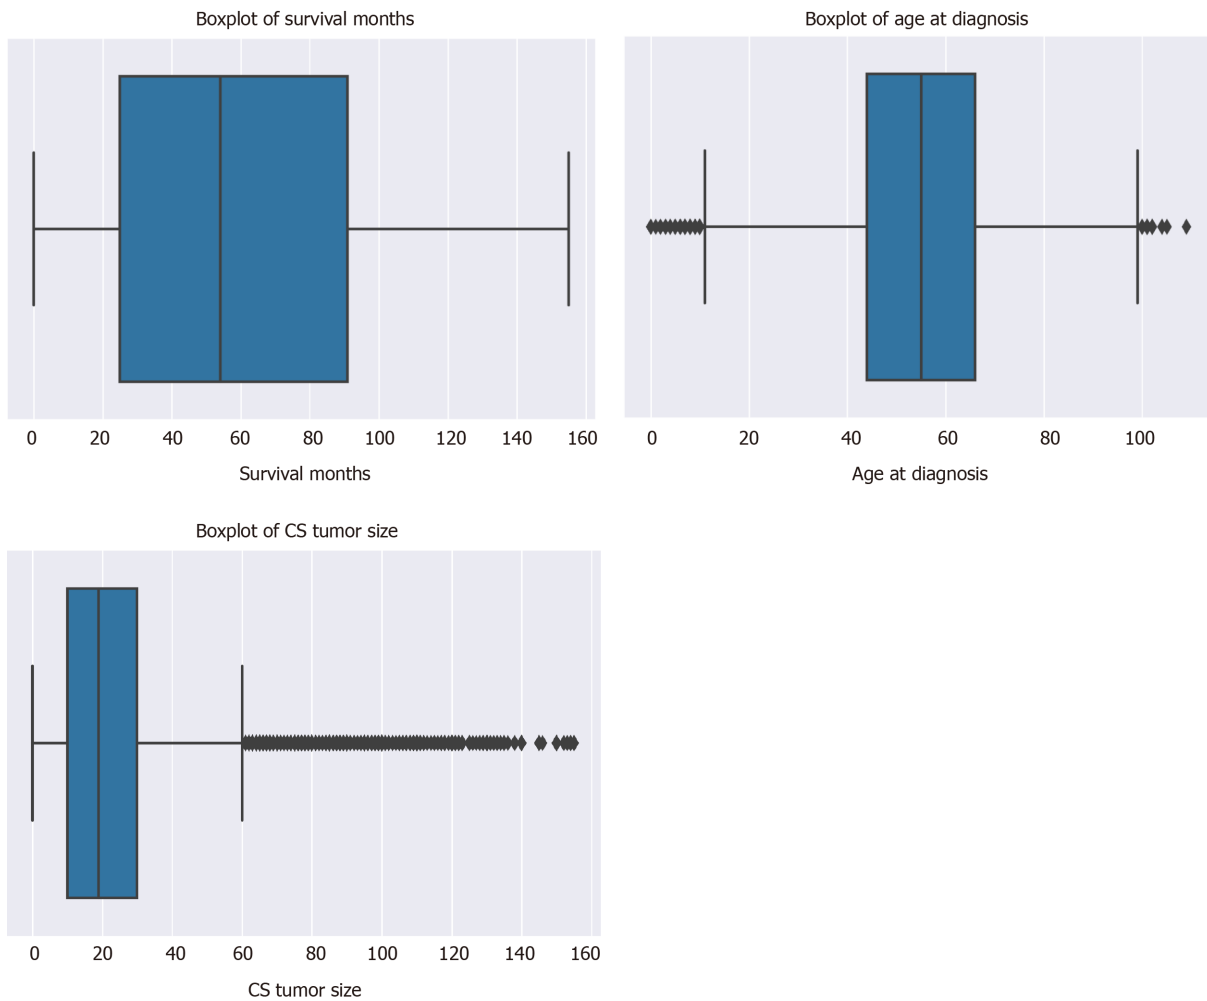 Boxplot of survival months
0 20 40 60 80 100 120 140 160
Survival months
Boxplot of age at diagnosis
0 20 40 60 80 100
Age at diagnosis
Boxplot of CS tumor size
0 20 40 60 80 100 120 140 160
CS tumor size